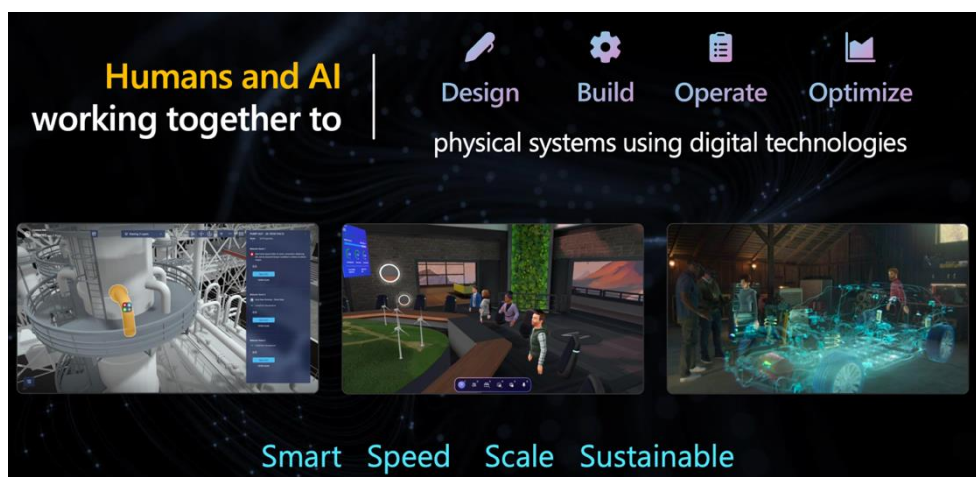 Humans and AI
working together to
Design Build Operate Optimize
physical systems using digital technologies
Smart Speed Scale Sustainable